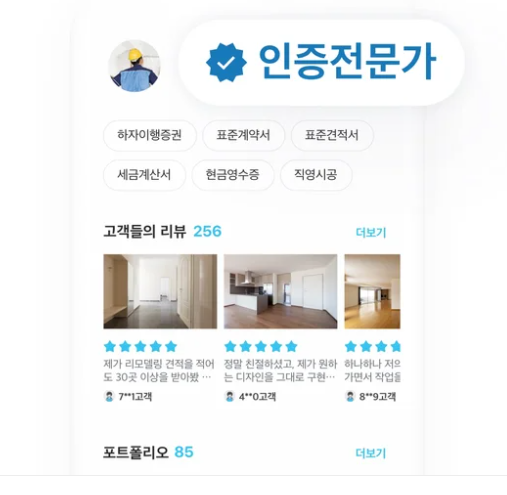 인증전문가
하자이행증권 표준계약서 표준견적서
세금계산서 현금영수증 직영시공
고객들의 리뷰 256 더보기
제가 리모델링 견적을 적어
도 30곳 이상을 받아봤 …
7**1고객
정말 친절하셨고, 제가 원하
는 디자인을 그대로 구현…
4**0고객
하나하나 저의
가면서 작업을
8**9고객
포트폴리오 85 더보기